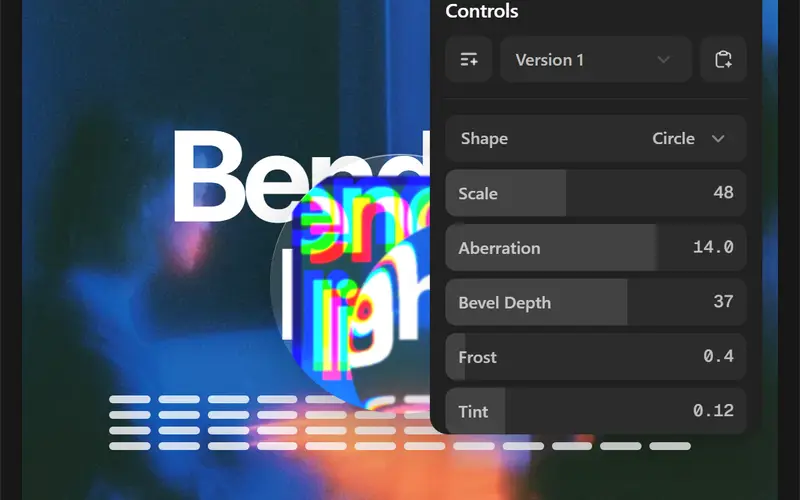 Controls
Version 1
Shape Circle
Scale 48
Aberration 14.0
Bevel Depth 37
Frost 0.4
Tint 0.12
Bend